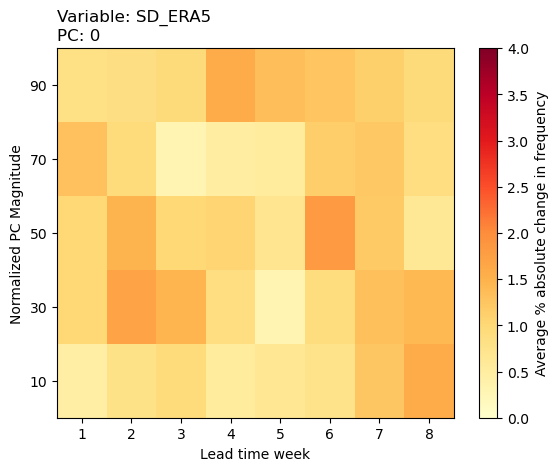 Variable: SD_ERA5
PC: 0
90
70
50
30
10
Normalized PC Magnitude
1 2 3 4 5 6 7 8
Lead time week
4.0
3.5
3.0
2.5
2.0
1.5
1.0
0.5
0.0
Average % absolute change in frequency